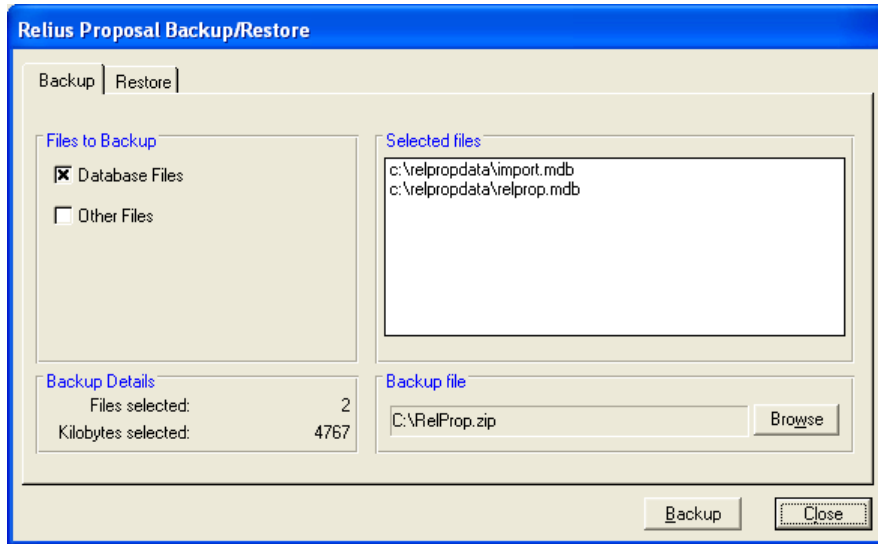 Relius Proposal Backup/Restore
Backup
Restore
Files to Backup
Database Files
Other Files
Selected files
c:\relpropdata\import.mdb
c:\relpropdata\relprop.mdb
Backup Details
Files selected: 2
Kilobytes selected: 4767
Backup file
C:\RelProp.zip
Browse
Backup
Close